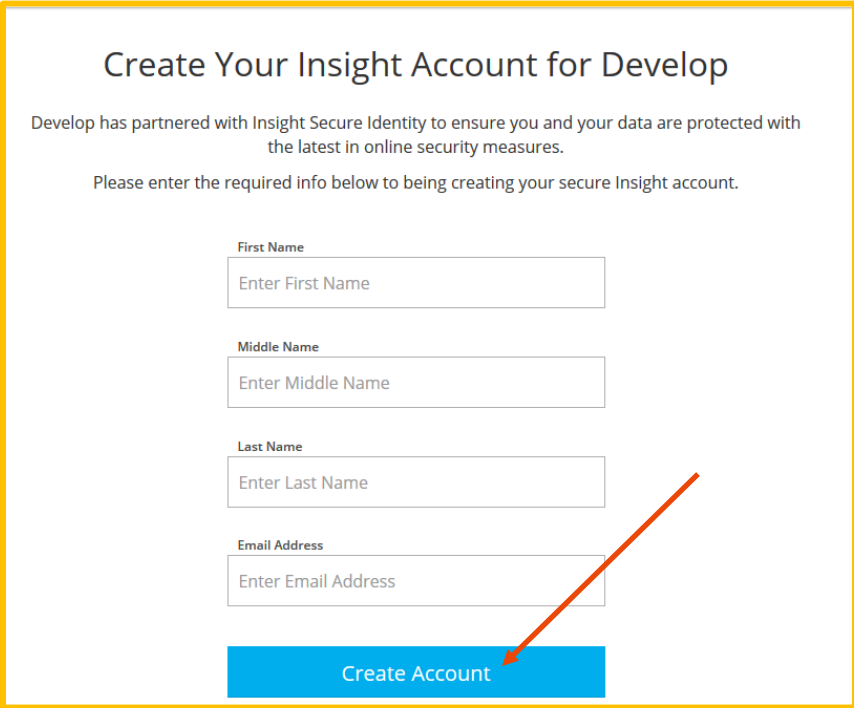 Create Your Insight Account for Develop
Develop has partnered with Insight Secure Identity to ensure you and your data are protected with
the latest in online security measures.
Please enter the required info below to being creating your secure Insight account.
First Name
Enter First Name
Middle Name
Enter Middle Name
Last Name
Enter Last Name
Email Address
Enter Email Address
Create Account